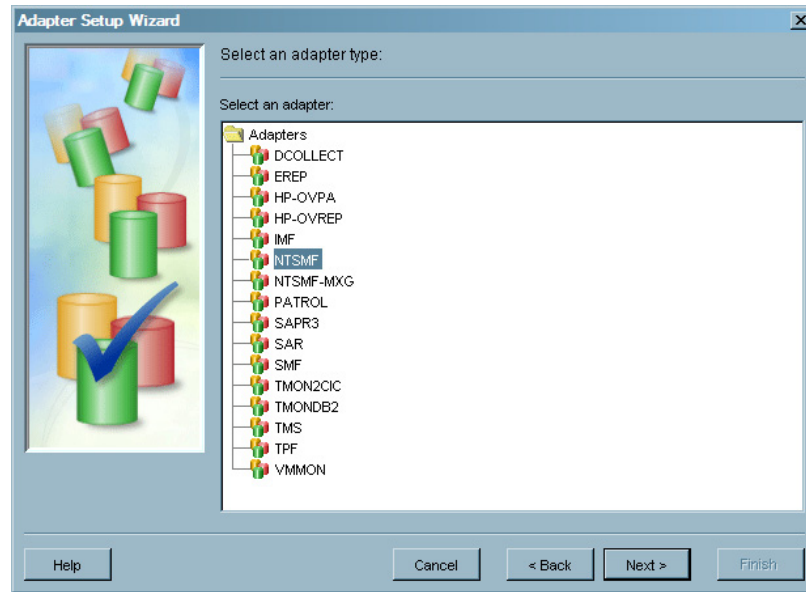 Adapter Setup Wizard
Select an adapter type:
Select an adapter:
Adapters
DCOLLECT
EREP
HP-OVPA
HP-OVREP
IMF
NTSMF
NTSMF-MXG
PATROL
SAPR3
SAR
SMF
TMON2CIC
TMONDB2
TMS
TPF
VMMON
Help Cancel < Back Next > Finish